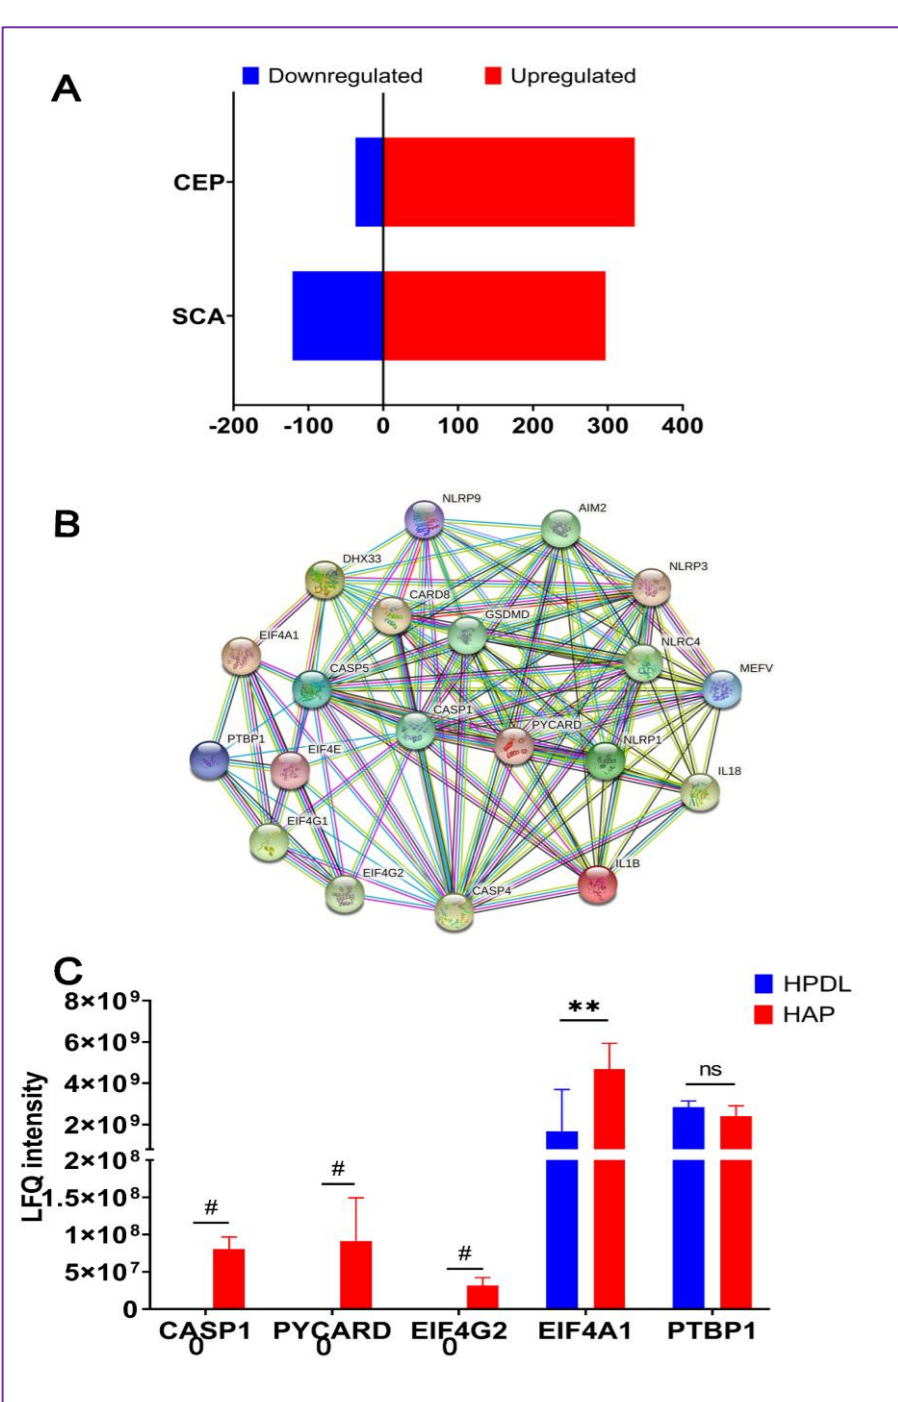 A
Downregulated Upregulated
CEP
SCA
-200 -100 0 100 200 300 400
B
NLRP9
AIM2
DHX33
NLRP3
CARD8
GSDMD
EIF4A1
NLRC4
CASP5
MEFV
CASP1
PYCARD
PTBP1
EIF4E
NLRP1
IL18
EIF4G1
IL1B
EIF4G2
CASP4
C
HPDL
HAP
LFQ intensity
8×10⁹
6×10⁹
4×10⁹
2×10⁹
2×10⁸
1.5×10⁸
1×10⁸
5×10⁷
0
# # # ** ns
CASP1 PYCARD EIF4G2 EIF4A1 PTBP1
0 0 0